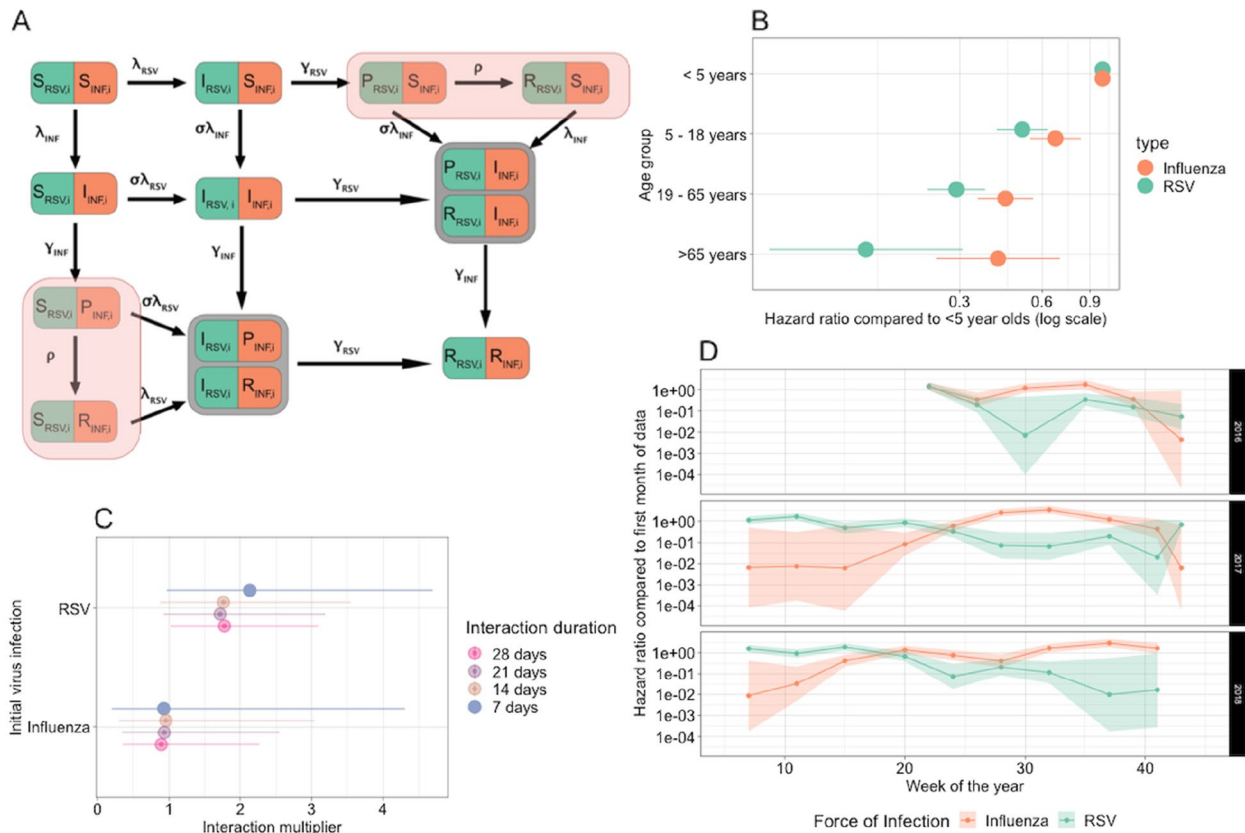 A
S_RSV,i S_INF,i
λ_RSV
I_RSV,i S_INF,i
γ_RSV
P_RSV,i S_INF,i
ρ
R_RSV,i S_INF,i
λ_INF
σλ_INF
σλ_INF
λ_INF
P_RSV,i I_INF,i
R_RSV,i I_INF,i
S_RSV,i I_INF,i
σλ_RSV
I_RSV, i I_INF,i
γ_RSV
γ_INF
γ_INF
γ_INF
S_RSV,i P_INF,i
σλ_RSV
ρ
I_RSV,i P_INF,i
I_RSV,i R_INF,i
γ_RSV
R_RSV,i R_INF,i
S_RSV,i R_INF,i
λ_RSV
B
Age group
< 5 years
5 - 18 years
19 - 65 years
>65 years
0.3 0.6 0.9
Hazard ratio compared to <5 year olds (log scale)
type
Influenza
RSV
C
Initial virus infection
RSV
Influenza
0 1 2 3 4
Interaction multiplier
Interaction duration
28 days
21 days
14 days
7 days
D
Hazard ratio compared to first month of data
1e+00
1e-01
1e-02
1e-03
1e-04
2016
1e+00
1e-01
1e-02
1e-03
1e-04
2017
1e+00
1e-01
1e-02
1e-03
1e-04
2018
10 20 30 40
Week of the year
Force of Infection Influenza RSV